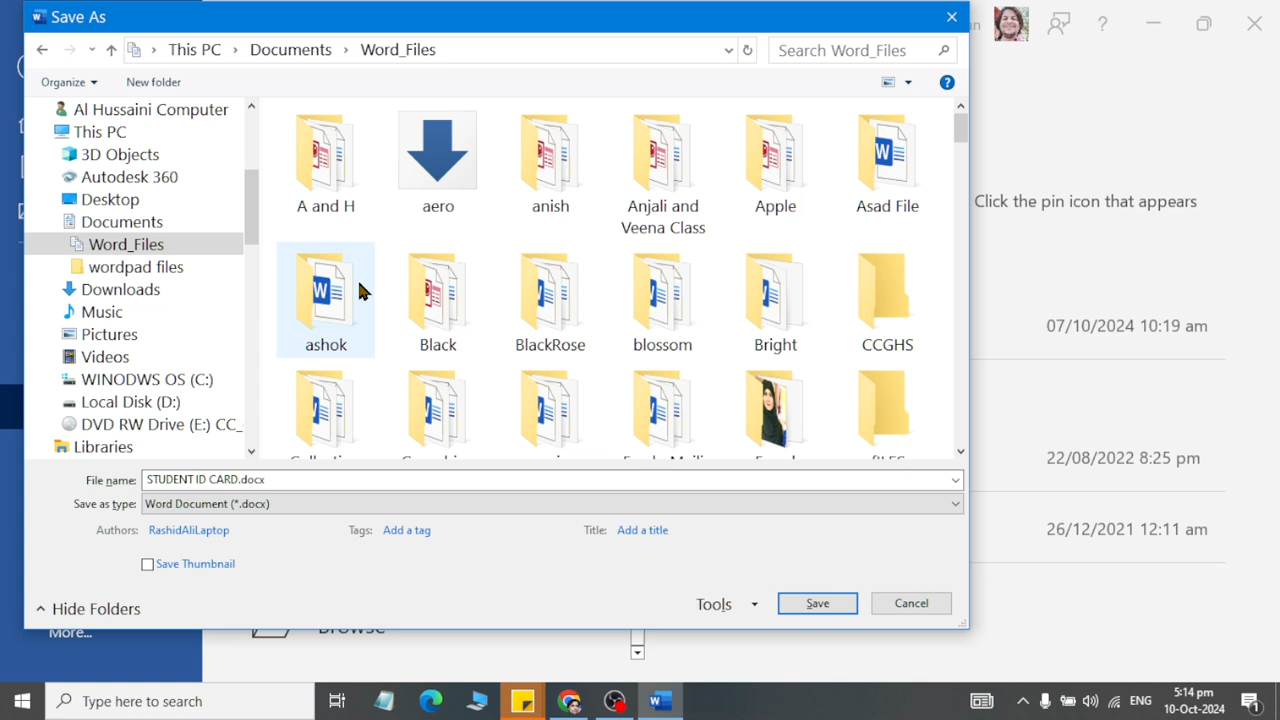 Save As
This PC > Documents > Word_Files
Search Word_Files
Organize
New folder
Al Hussaini Computer
This PC
3D Objects
Autodesk 360
Desktop
Documents
Word_Files
wordpad files
Downloads
Music
Pictures
Videos
WINODWS OS (C:)
Local Disk (D:)
DVD RW Drive (E:) CC_
Libraries
A and H
aero
anish
Anjali and
Veena Class
Apple
Asad File
ashok
Black
BlackRose
blossom
Bright
CCGHS
File name: STUDENT ID CARD.docx
Save as type: Word Document (*.docx)
Authors: RashidAliLaptop
Tags: Add a tag
Title: Add a title
Save Thumbnail
Hide Folders
Tools
Save
Cancel
Click the pin icon that appears
07/10/2024 10:19 am
22/08/2022 8:25 pm
26/12/2021 12:11 am
More...
Browse
Type here to search
ENG
5:14 pm
10-Oct-2024
1